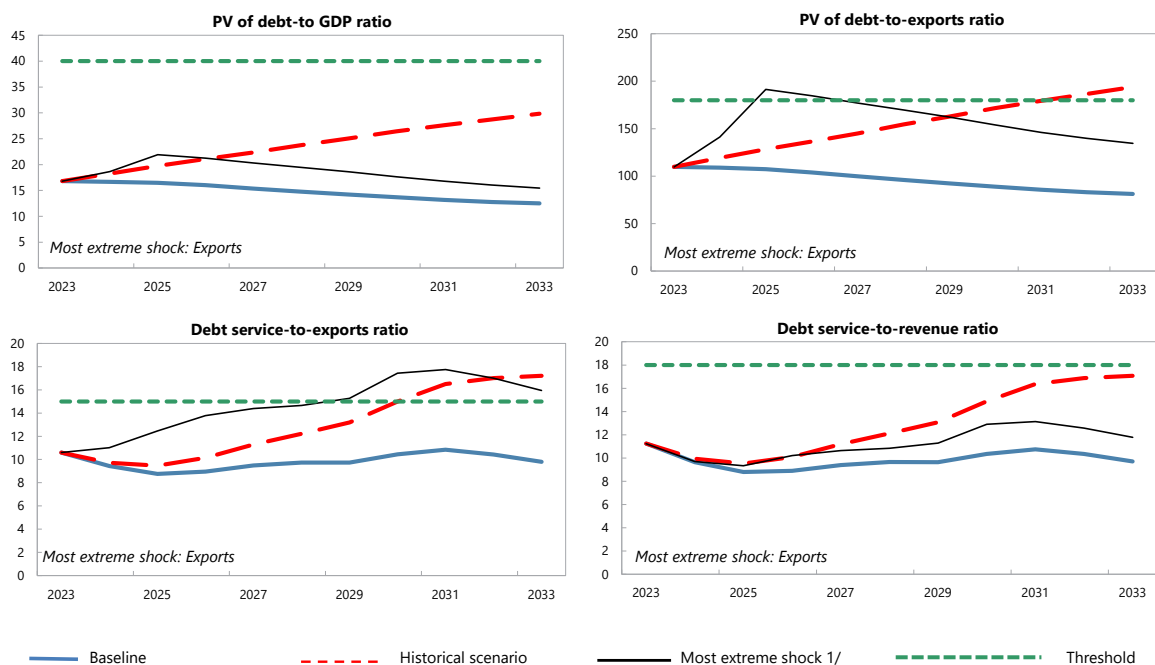 PV of debt-to GDP ratio
45
40
35
30
25
20
15
10
5
0
Most extreme shock: Exports
2023 2025 2027 2029 2031 2033
PV of debt-to-exports ratio
250
200
150
100
50
0
Most extreme shock: Exports
2023 2025 2027 2029 2031 2033
Debt service-to-exports ratio
20
18
16
14
12
10
8
6
4
2
0
Most extreme shock: Exports
2023 2025 2027 2029 2031 2033
Debt service-to-revenue ratio
20
18
16
14
12
10
8
6
4
2
0
Most extreme shock: Exports
2023 2025 2027 2029 2031 2033
Baseline Historical scenario Most extreme shock 1/ Threshold